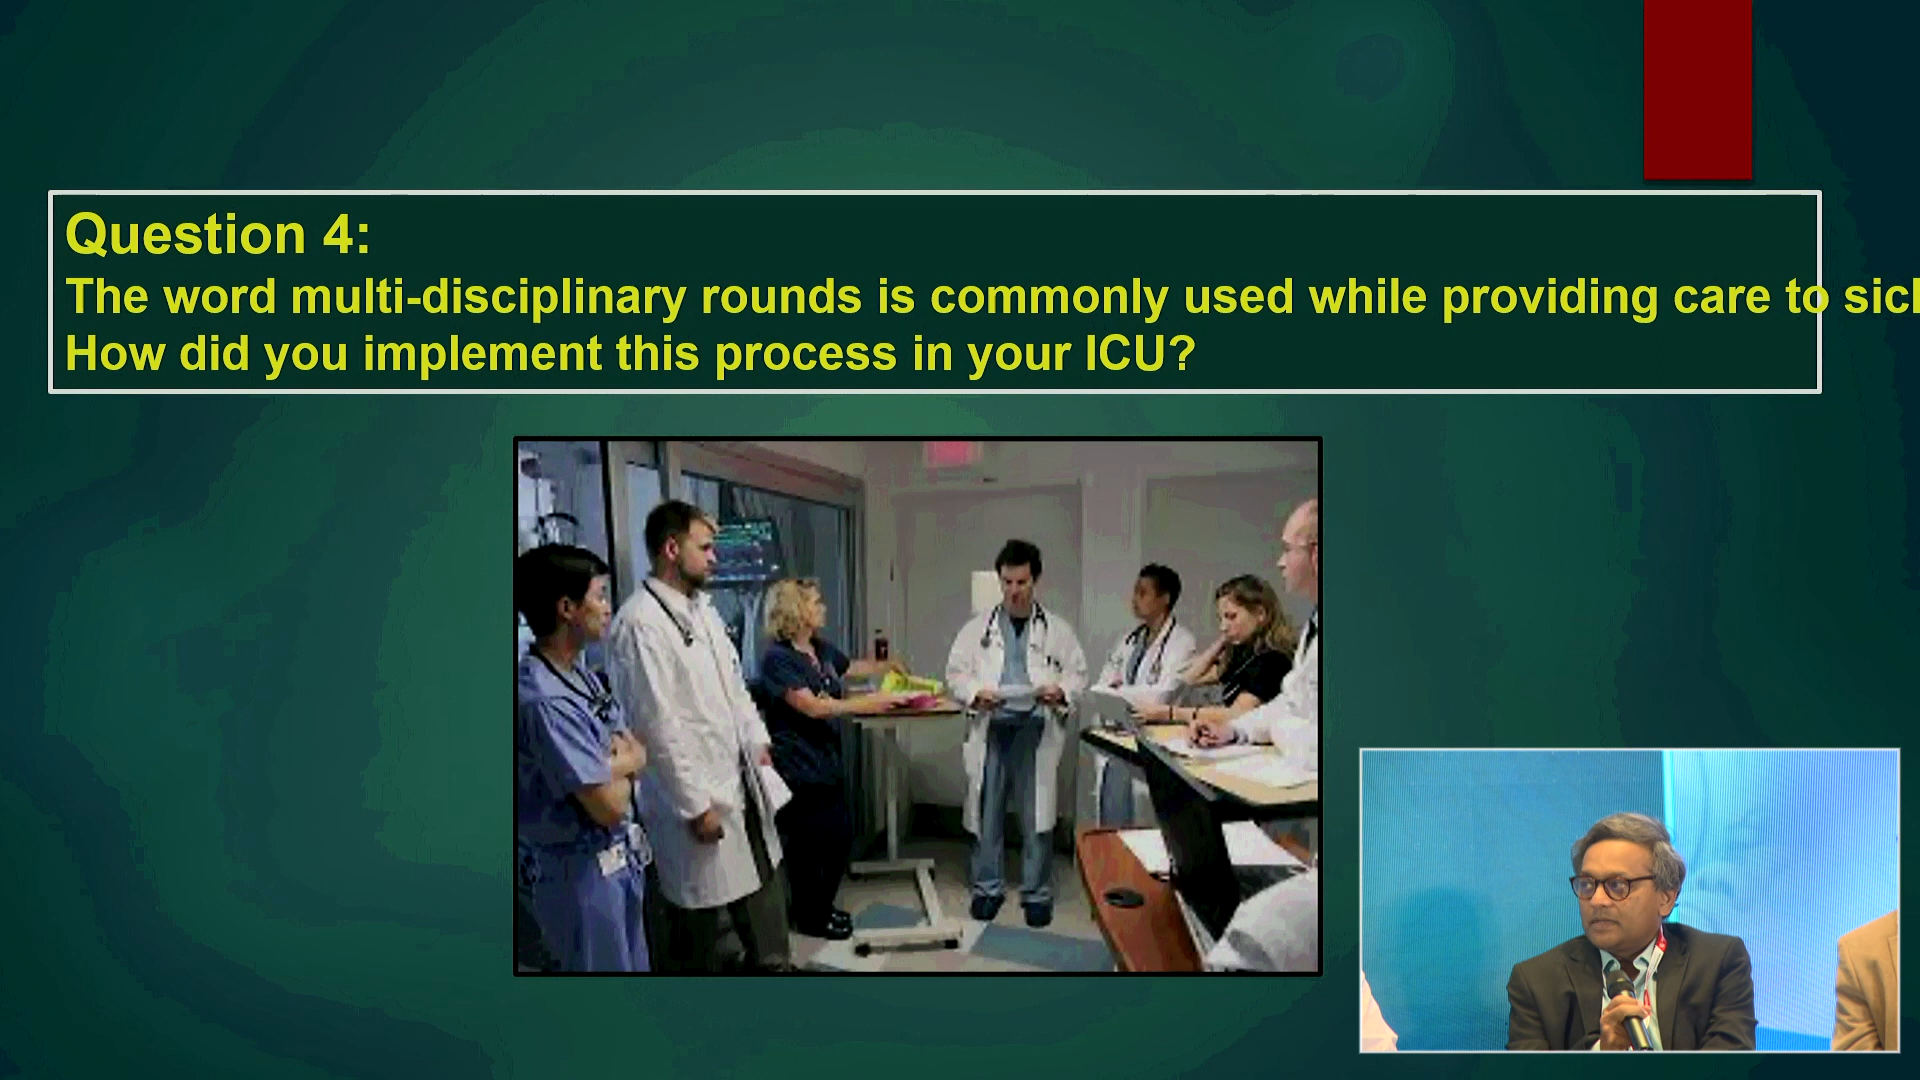 Question 4:
The word multi-disciplinary rounds is commonly used while providing care to
How did you implement this process in your ICU?